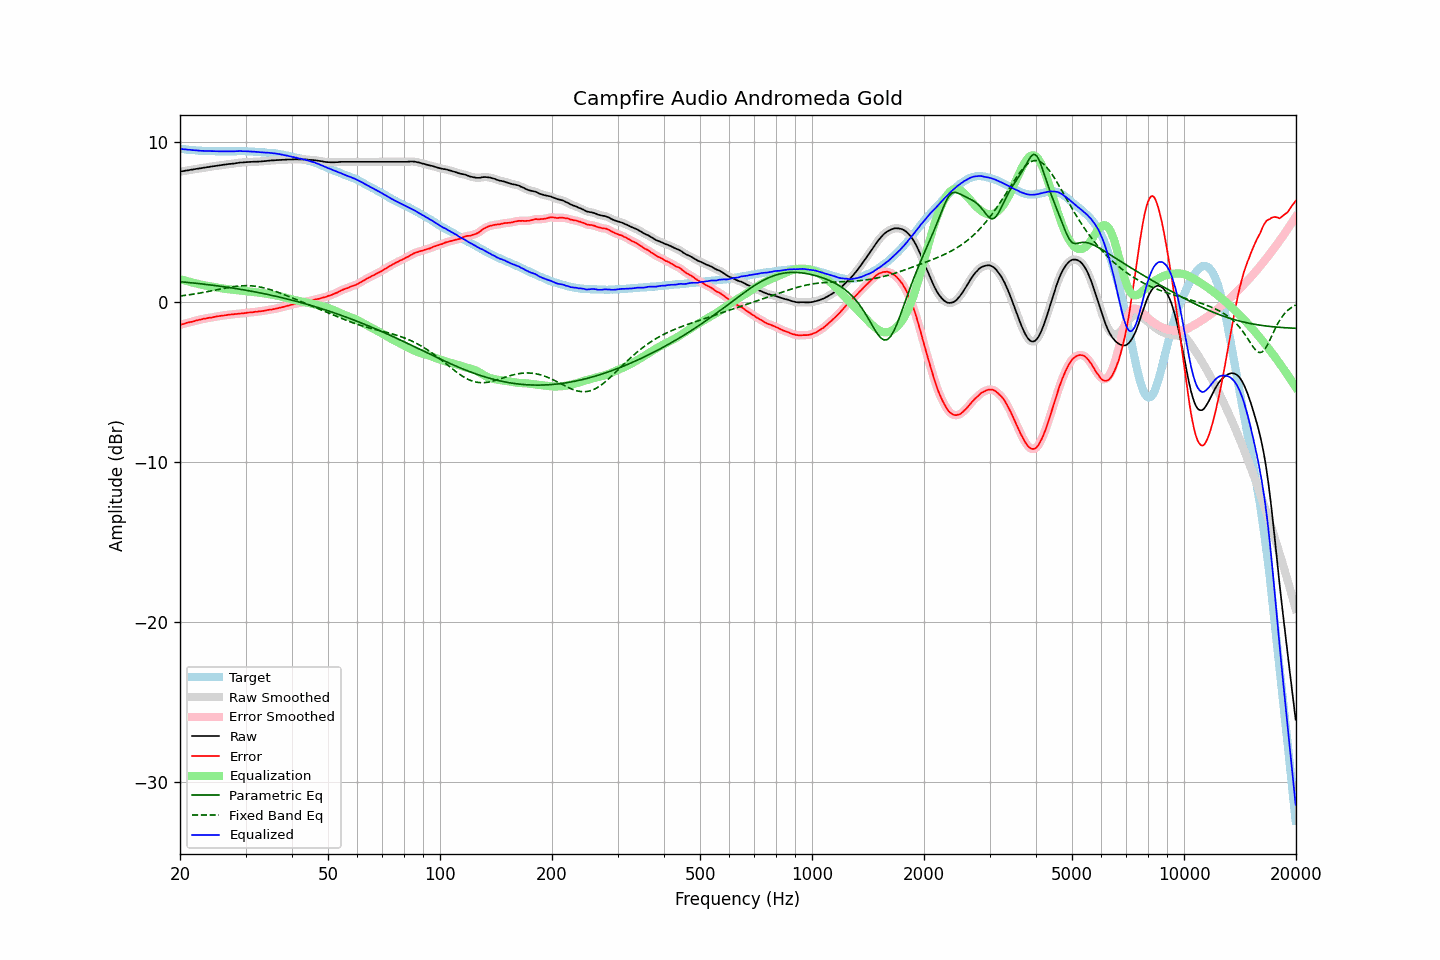 Campfire Audio Andromeda Gold
Amplitude (dBr)
10
0
−10
−20
−30
Target
Raw Smoothed
Error Smoothed
Raw
Error
Equalization
Parametric Eq
Fixed Band Eq
Equalized
20 50 100 200 500 1000 2000 5000 10000 20000
Frequency (Hz)